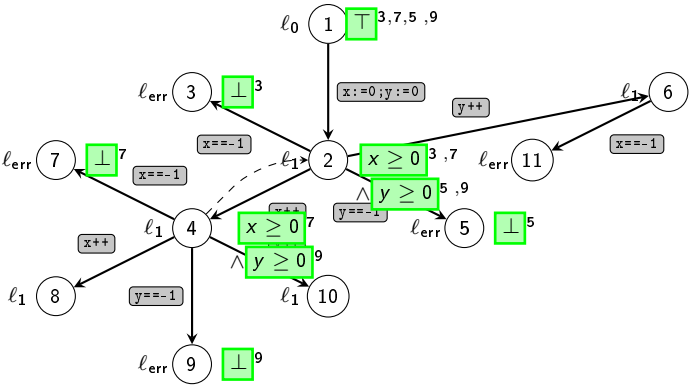 ℓ0 1 ⊤ 3,7,5 ,9
ℓerr 3 ⊥ 3
x:=0;y:=0
ℓ1 6
y++
x==-1
x==-1
ℓerr 7 ⊥ 7
x==-1
ℓ1 2 x ≥ 0 3 ,7
ℓerr 11
∧ y ≥ 0 5 ,9
y==-1
x++
ℓ1 4
x ≥ 0 7
ℓerr 5 ⊥ 5
x++
∧ y ≥ 0 9
ℓ1 8
y==-1
ℓ1 10
ℓerr 9 ⊥ 9